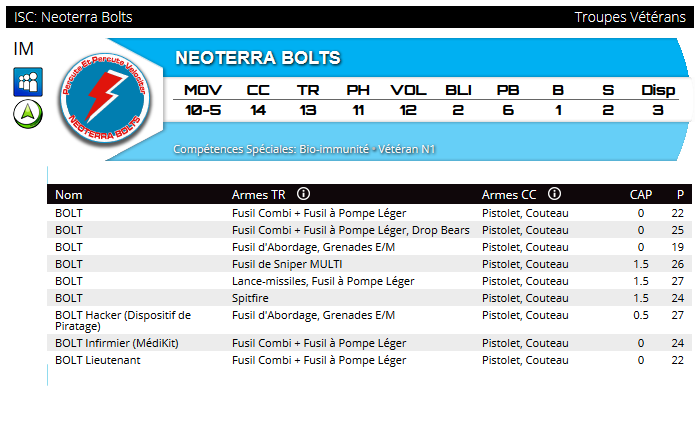 ISC: Neoterra Bolts Troupes Vétérans
IM
Percute Et Percute Velociter
NEOTERRA BOLTS
NEOTERRA BOLTS
MOV CC TR PH VOL BLI PB B S Disp
10-5 14 13 11 12 2 6 1 2 3
Compétences Spéciales: Bio-immunité • Vétéran N1
Nom Armes TR Armes CC CAP P
BOLT Fusil Combi + Fusil à Pompe Léger Pistolet, Couteau 0 22
BOLT Fusil Combi + Fusil à Pompe Léger, Drop Bears Pistolet, Couteau 0 25
BOLT Fusil d'Abordage, Grenades E/M Pistolet, Couteau 0 19
BOLT Fusil de Sniper MULTI Pistolet, Couteau 1.5 26
BOLT Lance-missiles, Fusil à Pompe Léger Pistolet, Couteau 1.5 27
BOLT Spitfire Pistolet, Couteau 1.5 24
BOLT Hacker (Dispositif de Fusil d'Abordage, Grenades E/M Pistolet, Couteau 0.5 27
Piratage)
BOLT Infirmier (MédiKit) Fusil Combi + Fusil à Pompe Léger Pistolet, Couteau 0 24
BOLT Lieutenant Fusil Combi + Fusil à Pompe Léger Pistolet, Couteau 0 22